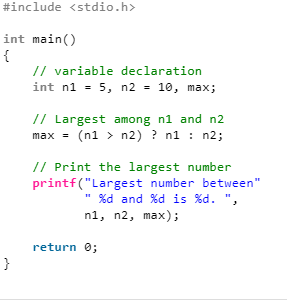 #include <stdio.h>
int main()
{
    // variable declaration
    int n1 = 5, n2 = 10, max;
    // Largest among n1 and n2
    max = (n1 > n2) ? n1 : n2;
    // Print the largest number
    printf("Largest number between"
           " %d and %d is %d. ",
           n1, n2, max);
    return 0;
}